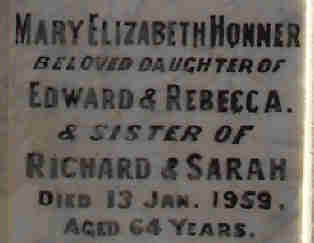 MARY ELIZABETH HONNER
BELOVED DAUGHTER OF
EDWARD & REBECCA.
& SISTER OF
RICHARD & SARAH
DIED 13 JAN. 1959,
AGED 64 YEARS.